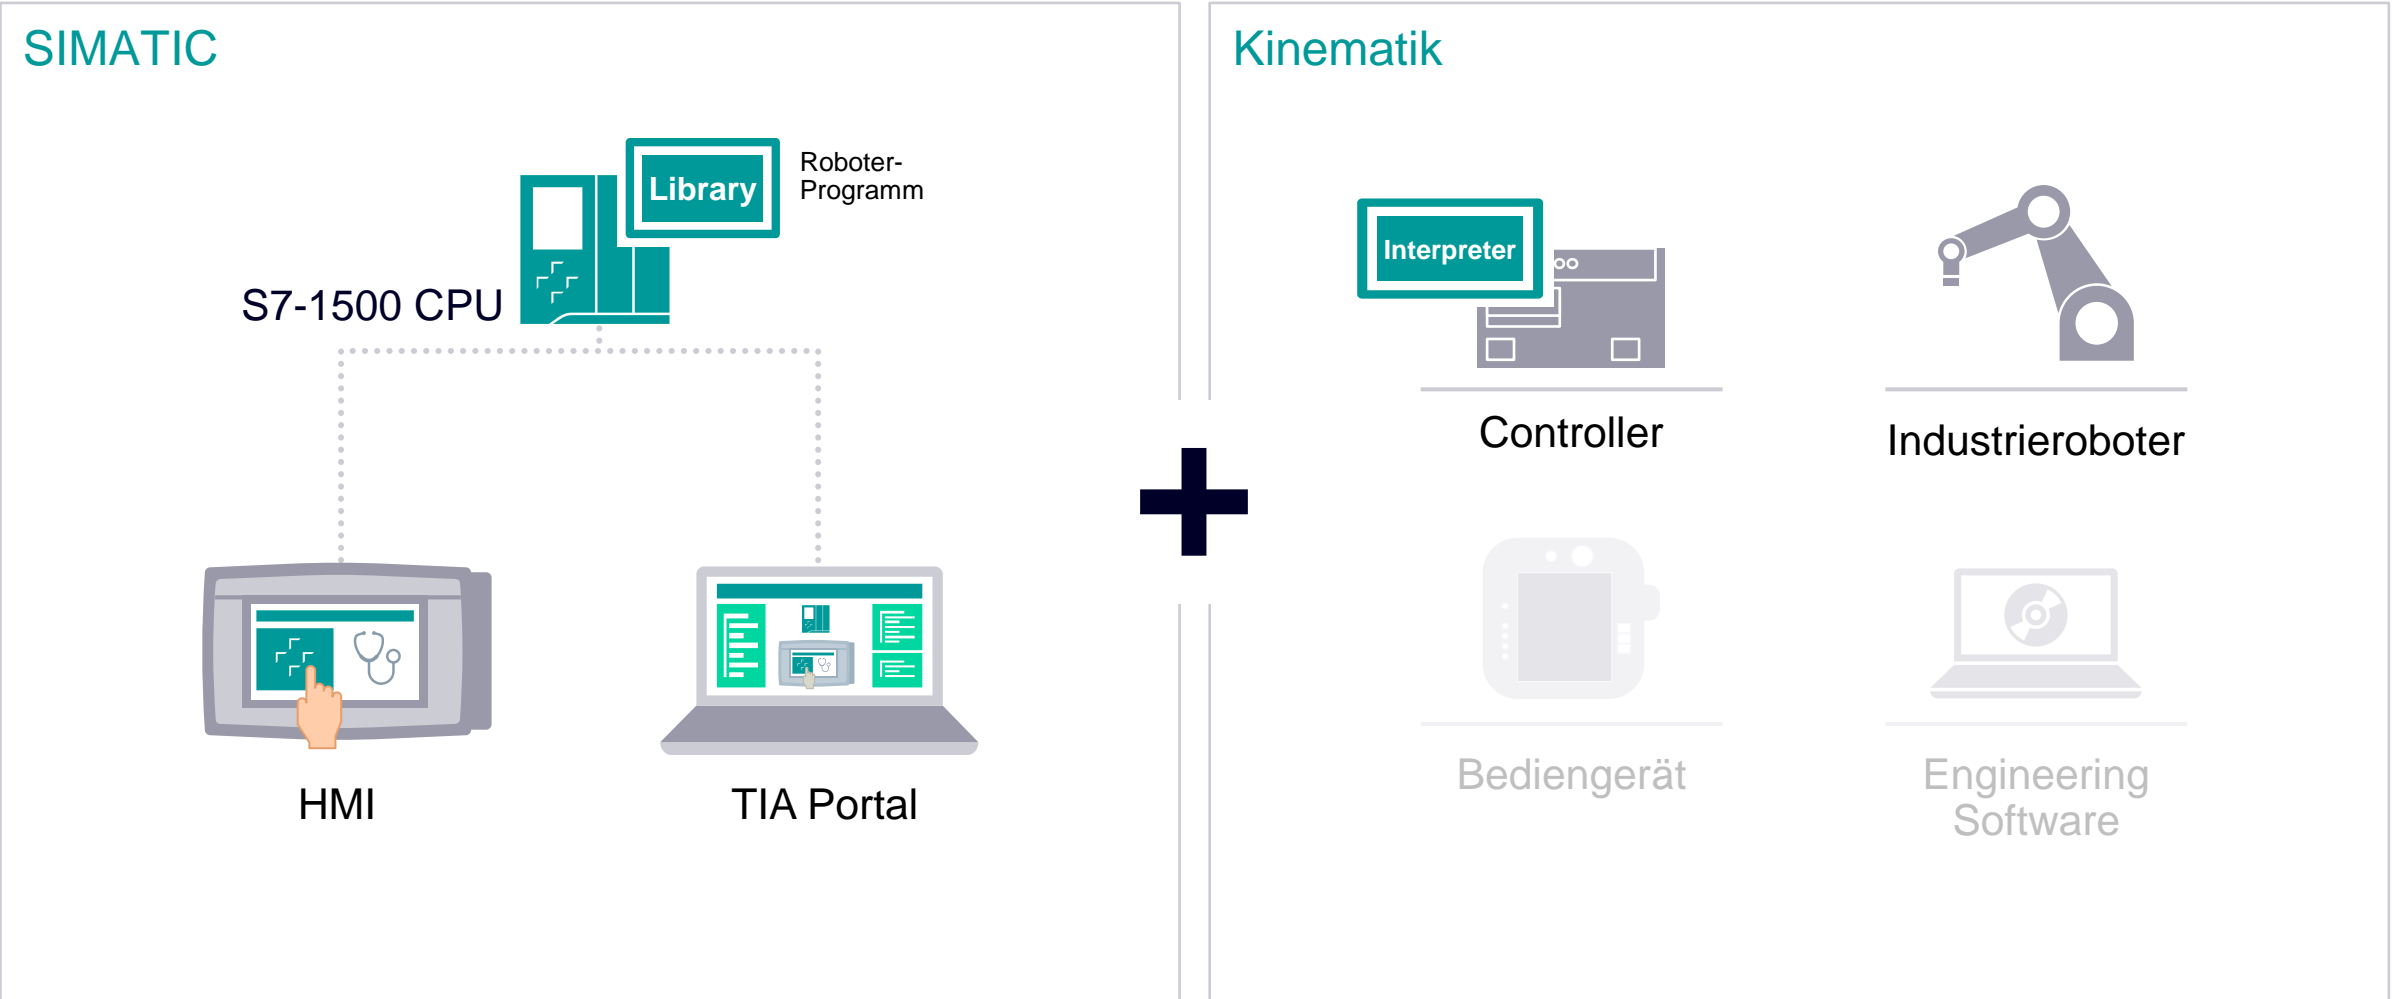 SIMATIC
Library
Roboter-
Programm
S7-1500 CPU
HMI
TIA Portal
Kinematik
Interpreter
Controller
Industrieroboter
Bediengerät
Engineering
Software